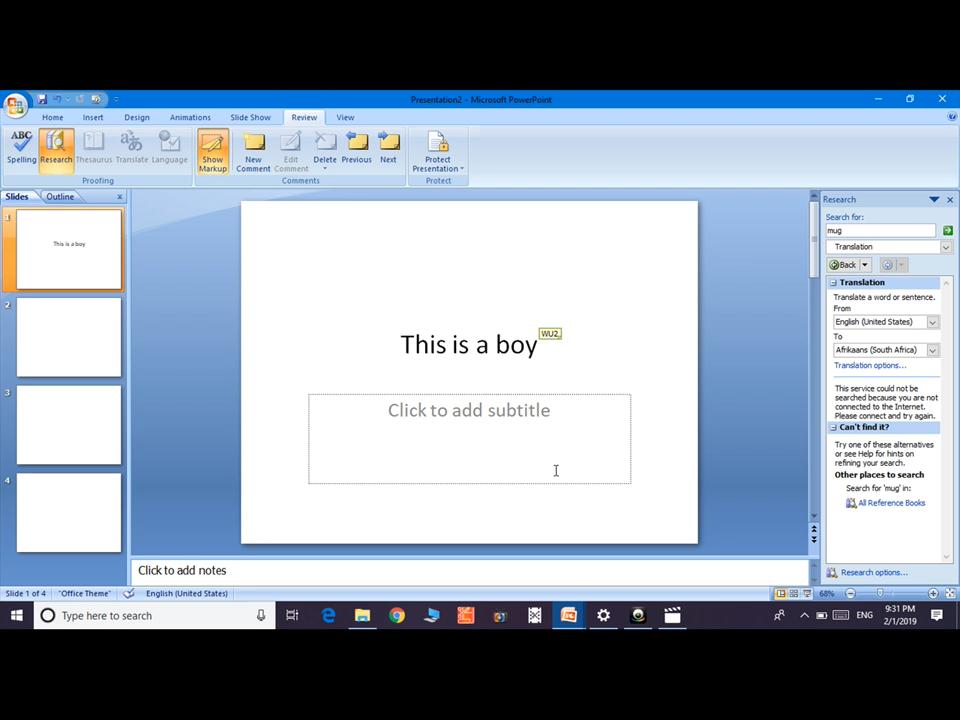 Presentation2 - Microsoft PowerPoint
Home Insert Design Animations Slide Show Review View
ABC
Spelling Research Thesaurus Translate Language
Show Markup
New Comment
Edit Comment
Delete Previous Next
Protect Presentation
Proofing Comments Protect
Slides Outline
1
This is a boy
2
3
4
This is a boy
WU2
Click to add subtitle
Click to add notes
Research
Search for:
mug
Translation
Back
Translation
Translate a word or sentence.
From
English (United States)
To
Afrikaans (South Africa)
Translation options...
This service could not be
searched because you are not
connected to the Internet.
Please connect and try again.
Can't find it?
Try one of these alternatives
or see Help for hints on
refining your search.
Other places to search
Search for 'mug' in:
All Reference Books
Research options...
Slide 1 of 4 "Office Theme" English (United States) 68%
Type here to search
ENG
9:31 PM
2/1/2019